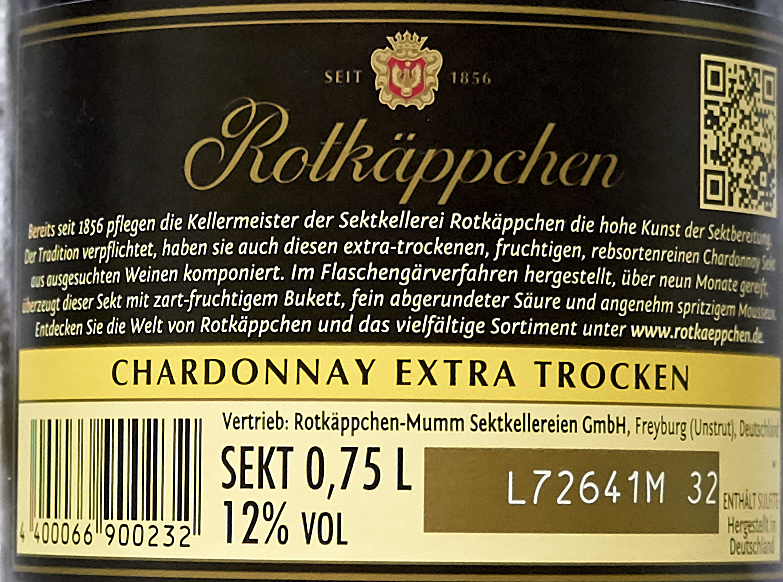 SEIT 1856
Rotkäppchen
Bereits seit 1856 pflegen die Kellermeister der Sektkellerei Rotkäppchen die hohe Kunst der Sektbereitung.
Der Tradition verpflichtet, haben sie auch diesen extra-trockenen, fruchtigen, rebsortenreinen Chardonnay Sekt
aus ausgesuchten Weinen komponiert. Im Flaschengärverfahren hergestellt, über neun Monate gereift,
überzeugt dieser Sekt mit zart-fruchtigem Bukett, fein abgerundeter Säure und angenehm spritzigem Mousseux.
Entdecken Sie die Welt von Rotkäppchen und das vielfältige Sortiment unter www.rotkaeppchen.de
CHARDONNAY EXTRA TROCKEN
Vertrieb: Rotkäppchen-Mumm Sektkellereien GmbH, Freyburg (Unstrut), Deutschland
SEKT 0,75 L
12% VOL
L72641M 32
4 400066 900232
ENTHÄLT SULFITE
Hergestellt in
Deutschland